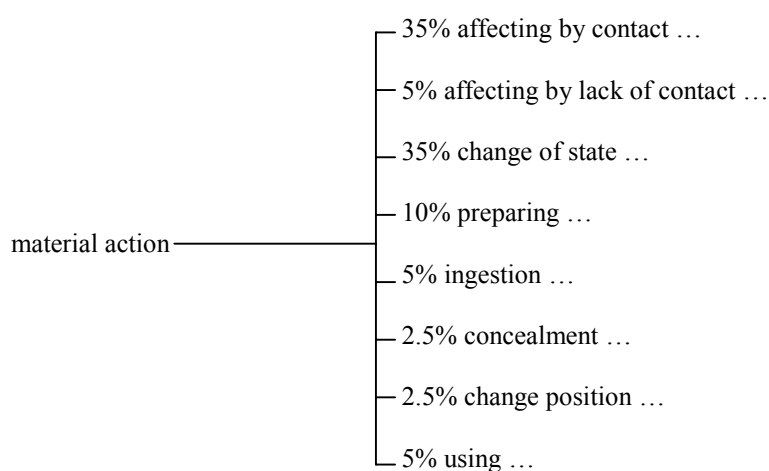 35% affecting by contact …
5% affecting by lack of contact …
35% change of state …
10% preparing …
material action
5% ingestion …
2.5% concealment …
2.5% change position …
5% using …